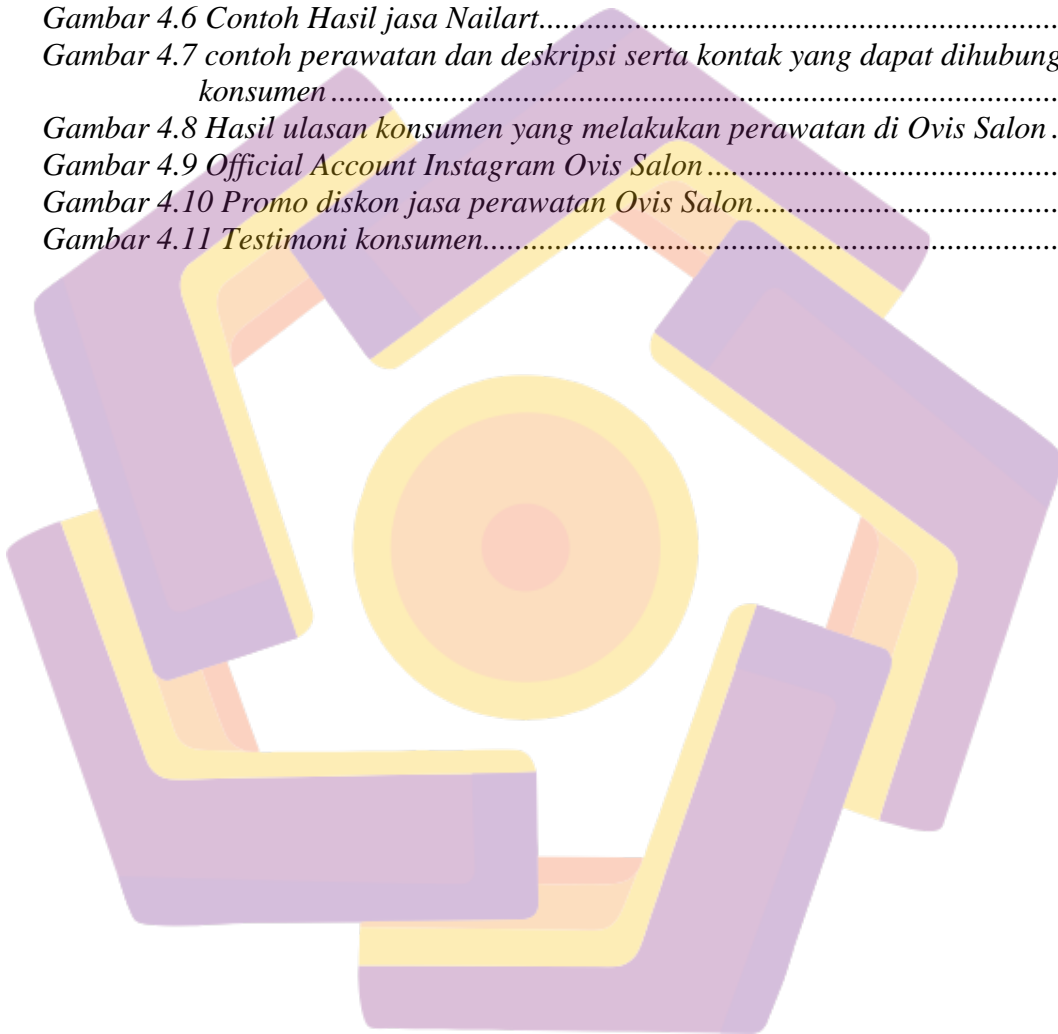 Gambar 4.6 Contoh Hasil jasa Nailart..............................................................
Gambar 4.7 contoh perawatan dan deskripsi serta kontak yang dapat
konsumen..............................................................................................
Gambar 4.8 Hasil ulasan konsumen yang melakukan perawatan di Ovis Salon .
Gambar 4.9 Official Account Instagram Ovis Salon.........................................
Gambar 4.10 Promo diskon jasa perawatan Ovis Salon...................................
Gambar 4.11 Testimoni konsumen.....................................................................